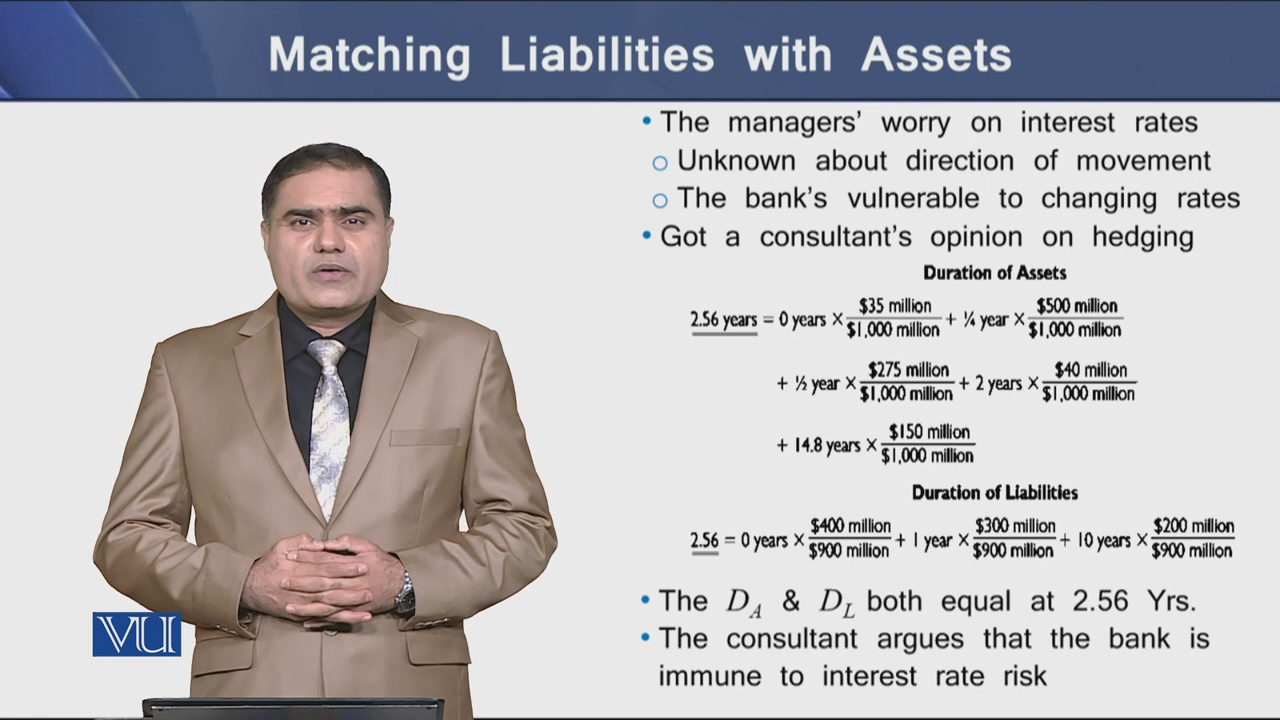 Matching Liabilities with Assets
• The managers' worry on interest rates
o Unknown about direction of movement
o The bank's vulnerable to changing rates
• Got a consultant's opinion on hedging
Duration of Assets
2.56 years = 0 years × $35 million / $1,000 million + ¼ year × $500 million / $1,000 million
+ ½ year × $275 million / $1,000 million + 2 years × $40 million / $1,000 million
+ 14.8 years × $150 million / $1,000 million
Duration of Liabilities
2.56 = 0 years × $400 million / $900 million + 1 year × $300 million / $900 million + 10 years × $200 million / $900 million
• The D_A & D_L both equal at 2.56 Yrs.
• The consultant argues that the bank is
immune to interest rate risk
VU